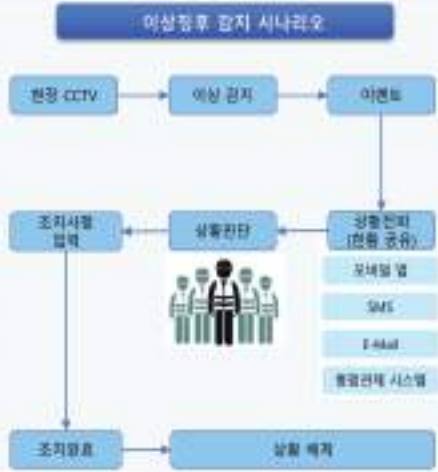 이상징후 감지 시나리오
현장 CCTV
이상 감지
이벤트
조치사항
입력
상황판단
상황전파
(현황 공유)
모바일 앱
SMS
E-Mail
통합관제 시스템
조치완료
상황 해제